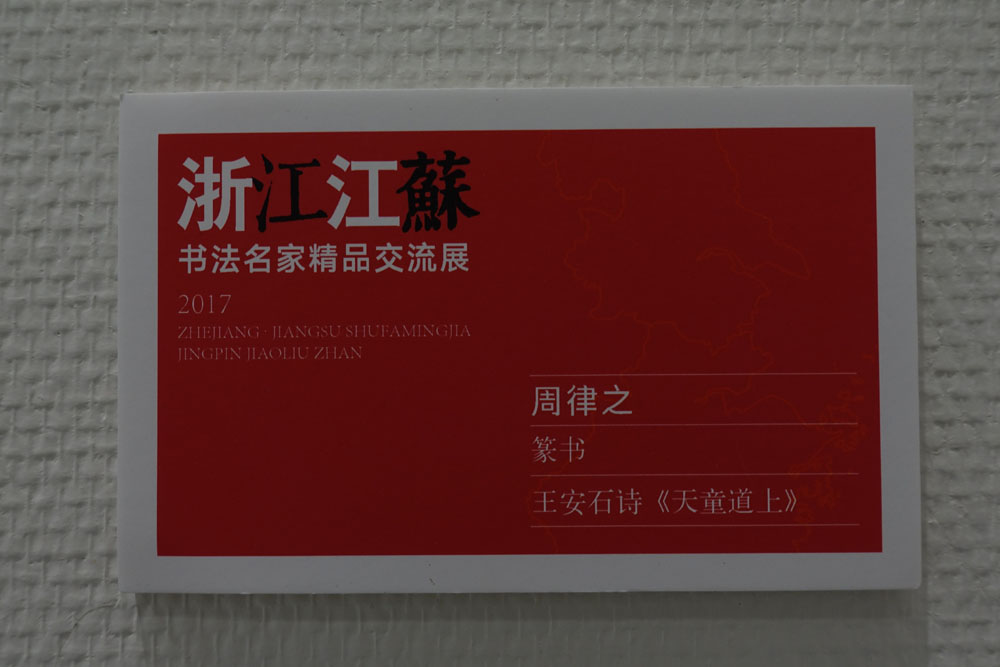 浙江江蘇
书法名家精品交流展
2017
ZHEJIANG · JIANGSU SHUFAMINGJIA
JINGPIN JIAOLIU ZHAN
周律之
篆书
王安石诗《天童道上》